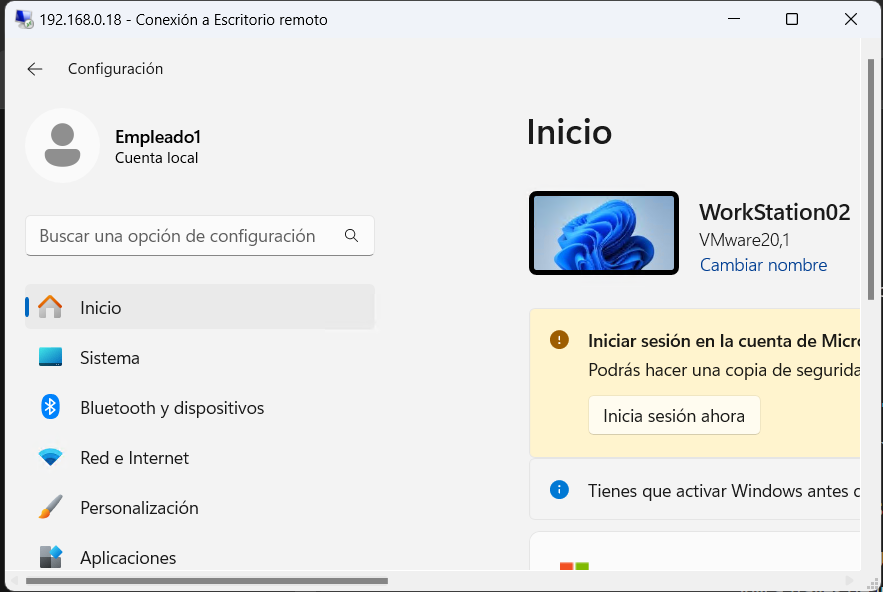 192.168.0.18 - Conexión a Escritorio remoto
Configuración
Empleado1
Cuenta local
Buscar una opción de configuración
Inicio
Sistema
Bluetooth y dispositivos
Red e Internet
Personalización
Aplicaciones
Inicio
WorkStation02
VMware20,1
Cambiar nombre
Iniciar sesión en la cuenta de Micro
Podrás hacer una copia de segurida
Inicia sesión ahora
Tienes que activar Windows antes d